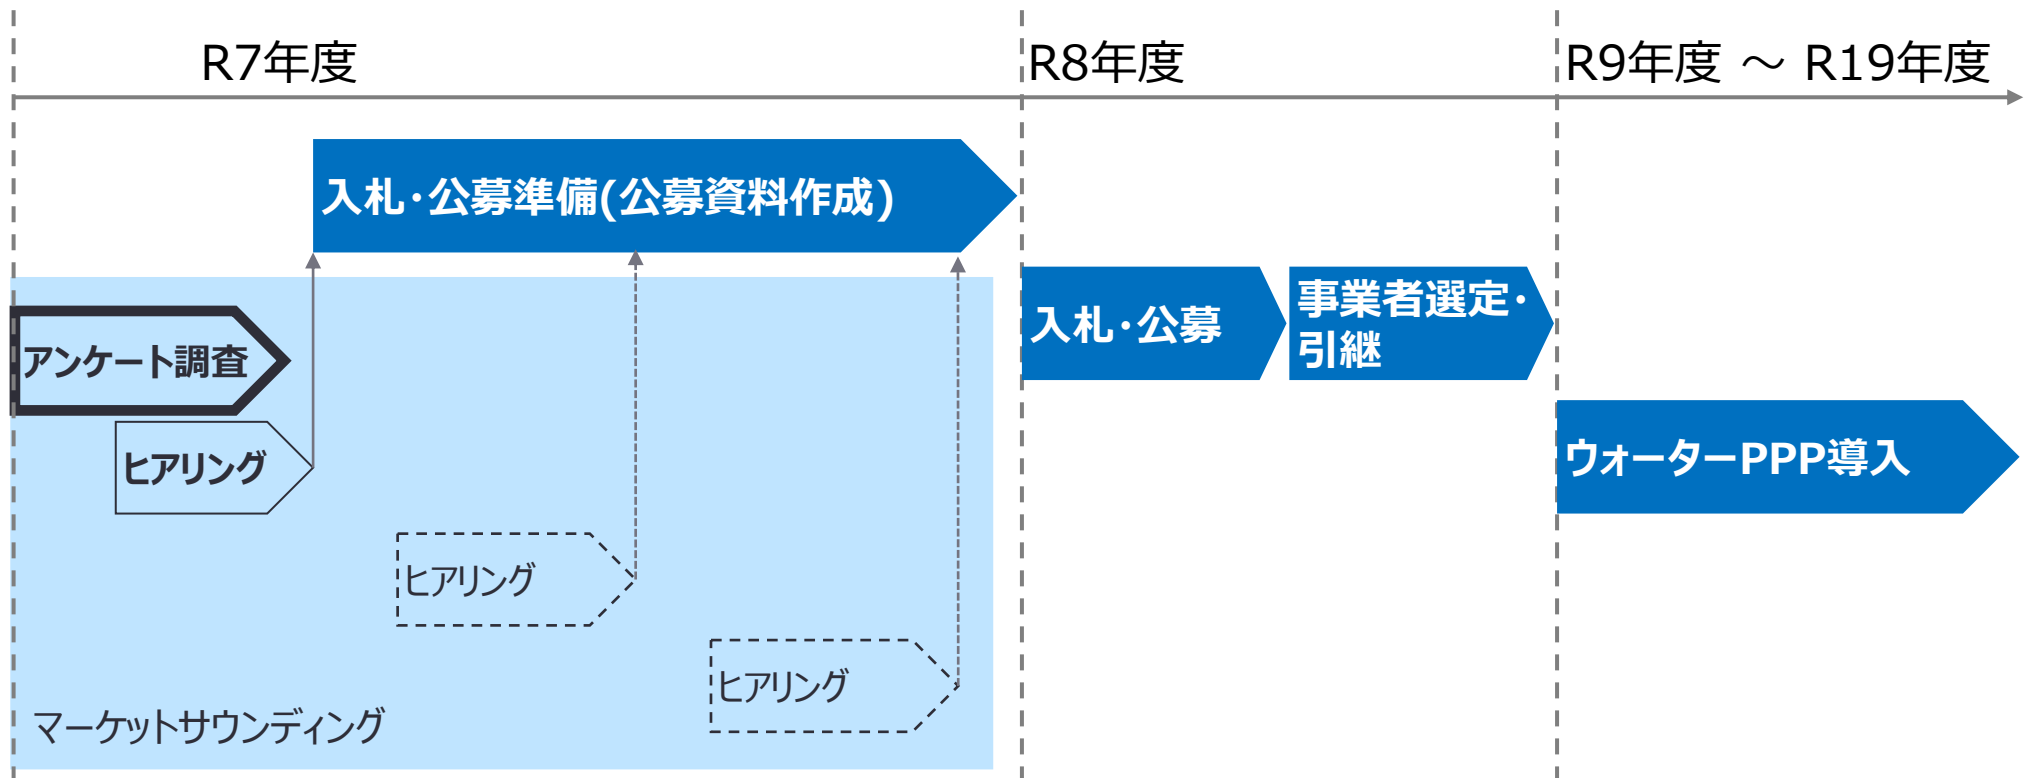 R7年度
R8年度
R9年度 ～ R19年度
入札・公募準備(公募資料作成)
アンケート調査
ヒアリング
ヒアリング
ヒアリング
マーケットサウンディング
入札・公募
事業者選定・
引継
ウォーターPPP導入